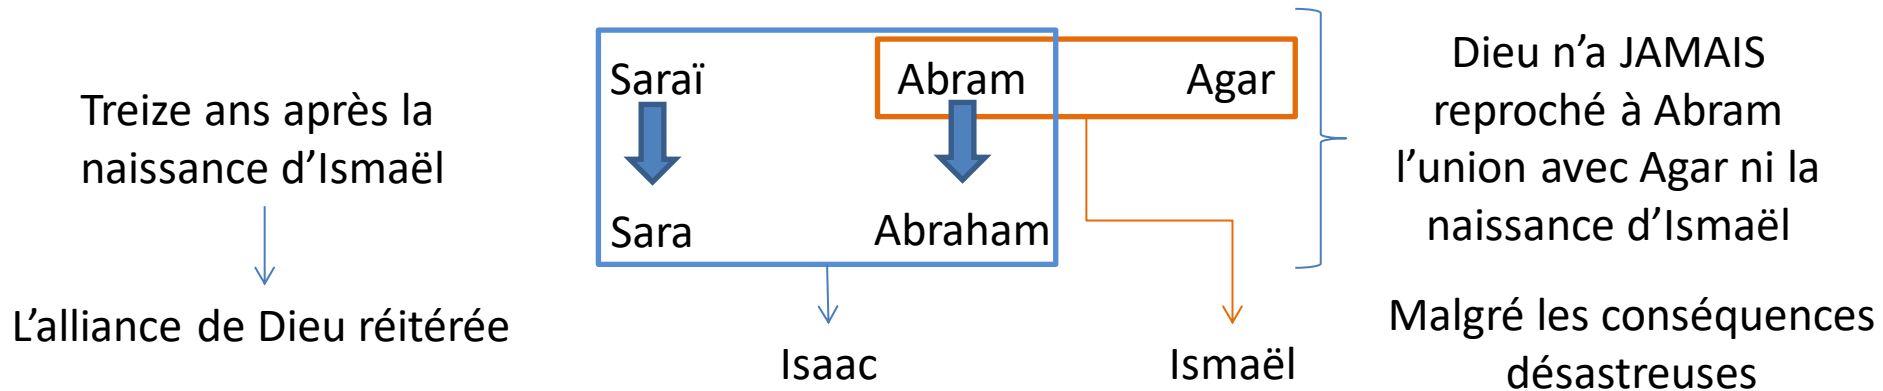 Treize ans après la
naissance d’Ismaël
L’alliance de Dieu réitérée
Saraï
Abram
Agar
Sara
Abraham
Isaac
Ismaël
Dieu n’a JAMAIS
reproché à Abram
l’union avec Agar ni la
naissance d’Ismaël
Malgré les conséquences
désastreuses